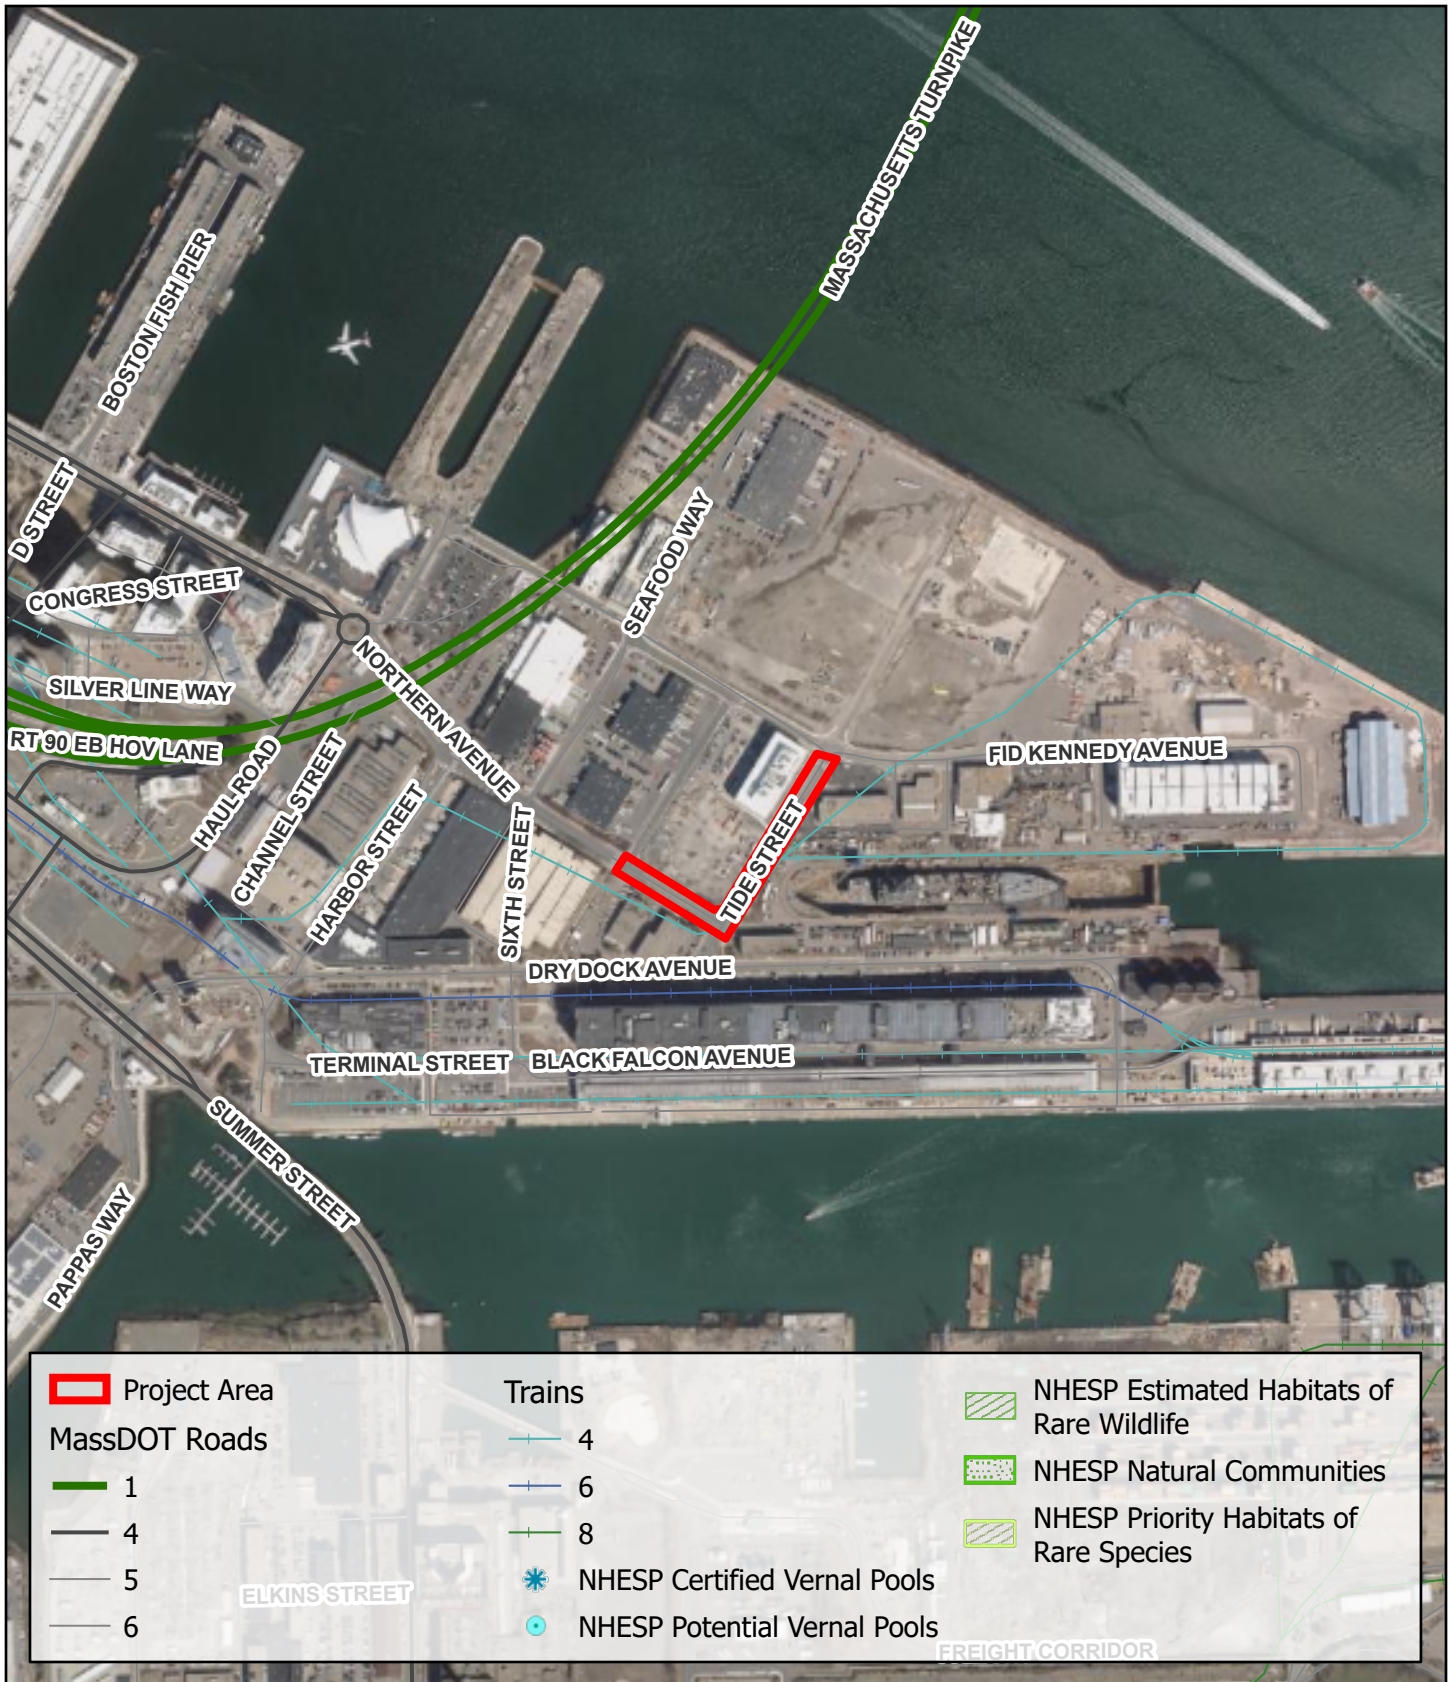 MASSACHUSETTS TURNPIKE
BOSTON FISH PIER
D STREET
CONGRESS STREET
SEAFOOD WAY
SILVER LINE WAY
NORTHERN AVENUE
RT 90 EB HOV LANE
FID KENNEDY AVENUE
HAUL ROAD
CHANNEL STREET
HARBOR STREET
SIXTH STREET
TIDE STREET
DRY DOCK AVENUE
TERMINAL STREET
BLACK FALCON AVENUE
SUMMER STREET
PAPPAS WAY
Project Area
MassDOT Roads
1
4
5
6
ELKINS STREET
Trains
4
6
8
NHESP Certified Vernal Pools
NHESP Potential Vernal Pools
NHESP Estimated Habitats of
Rare Wildlife
NHESP Natural Communities
NHESP Priority Habitats of
Rare Species
FREIGHT CORRIDOR